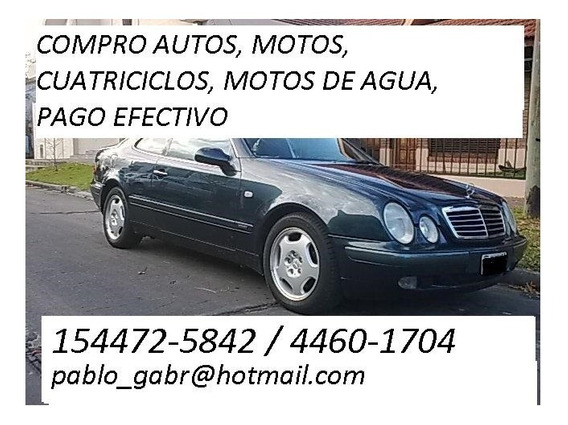 COMPRO AUTOS, MOTOS,
CUATRICICLOS, MOTOS DE AGUA,
PAGO EFECTIVO
154472-5842 / 4460-1704
pablo_gabr@hotmail.com